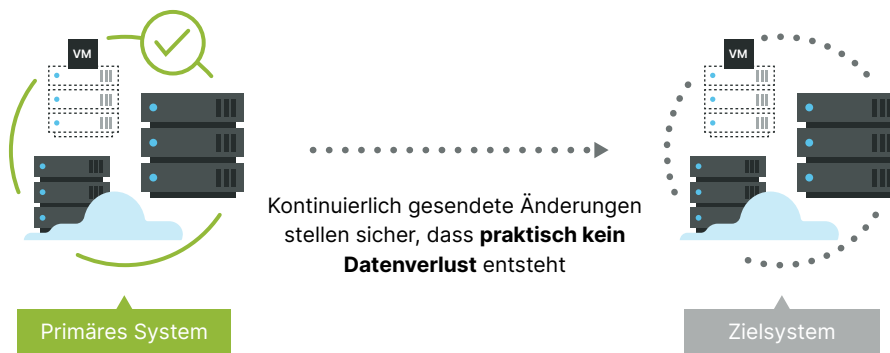 VM
VM
Kontinuierlich gesendete Änderungen
stellen sicher, dass praktisch kein
Datenverlust entsteht
Primäres System
Zielsystem